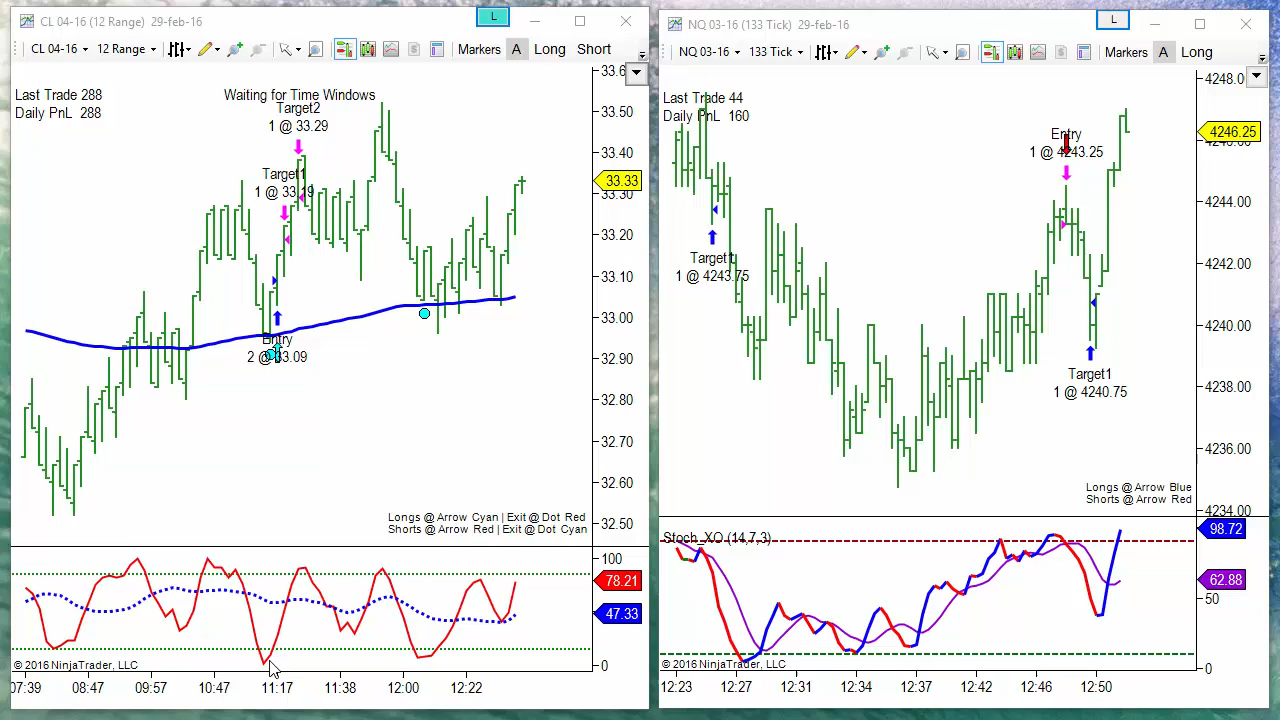 CL 04-16 (12 Range)  29-feb-16
L
CL 04-16 12 Range Markers A Long Short
Last Trade 288
Daily PnL  288
Waiting for Time Windows
Target2
1 @ 33.29
Target1
1 @ 33.19
Entry
2 @ 33.09
33.6
33.50
33.40
33.33
33.30
33.20
33.10
33.00
32.90
32.80
32.70
32.60
32.50
Longs @ Arrow Cyan | Exit @ Dot Red
Shorts @ Arrow Red | Exit @ Dot Cyan
100
78.21
47.33
0
© 2016 NinjaTrader, LLC
07:39 08:47 09:57 10:47 11:17 11:38 12:00 12:22
NQ 03-16 (133 Tick)  29-feb-16
L
NQ 03-16 133 Tick Markers A Long
Last Trade 44
Daily PnL  160
Entry
1 @ 4243.25
Target1
1 @ 4243.75
Target1
1 @ 4240.75
4248.0
4246.25
4244.00
4242.00
4240.00
4238.00
4236.00
4234.00
Longs @ Arrow Blue
Shorts @ Arrow Red
Stoch_XO (14,7,3)
98.72
62.88
50
0
© 2016 NinjaTrader, LLC
12:23 12:27 12:31 12:34 12:37 12:42 12:46 12:50